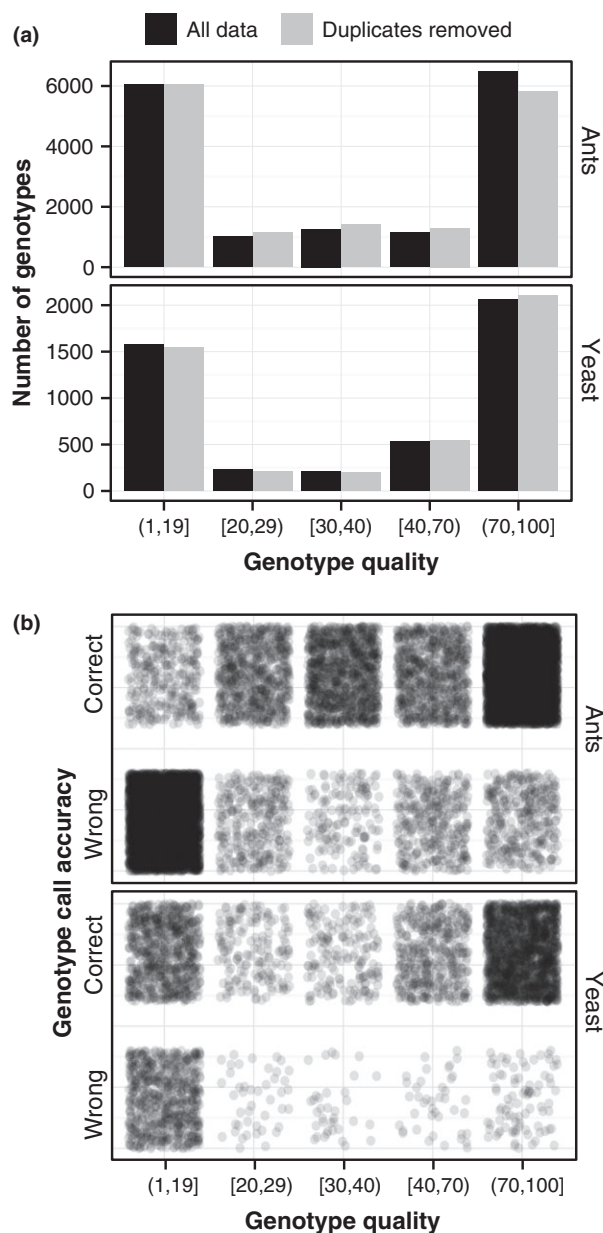 (a)
All data Duplicates removed
6000
4000
2000
0
Ants
2000
1500
1000
500
0
Yeast
Number of genotypes
(1,19] [20,29) [30,40) [40,70) (70,100]
Genotype quality
(b)
Correct
Wrong
Ants
Correct
Wrong
Yeast
Genotype call accuracy
(1,19] [20,29) [30,40) [40,70) (70,100]
Genotype quality